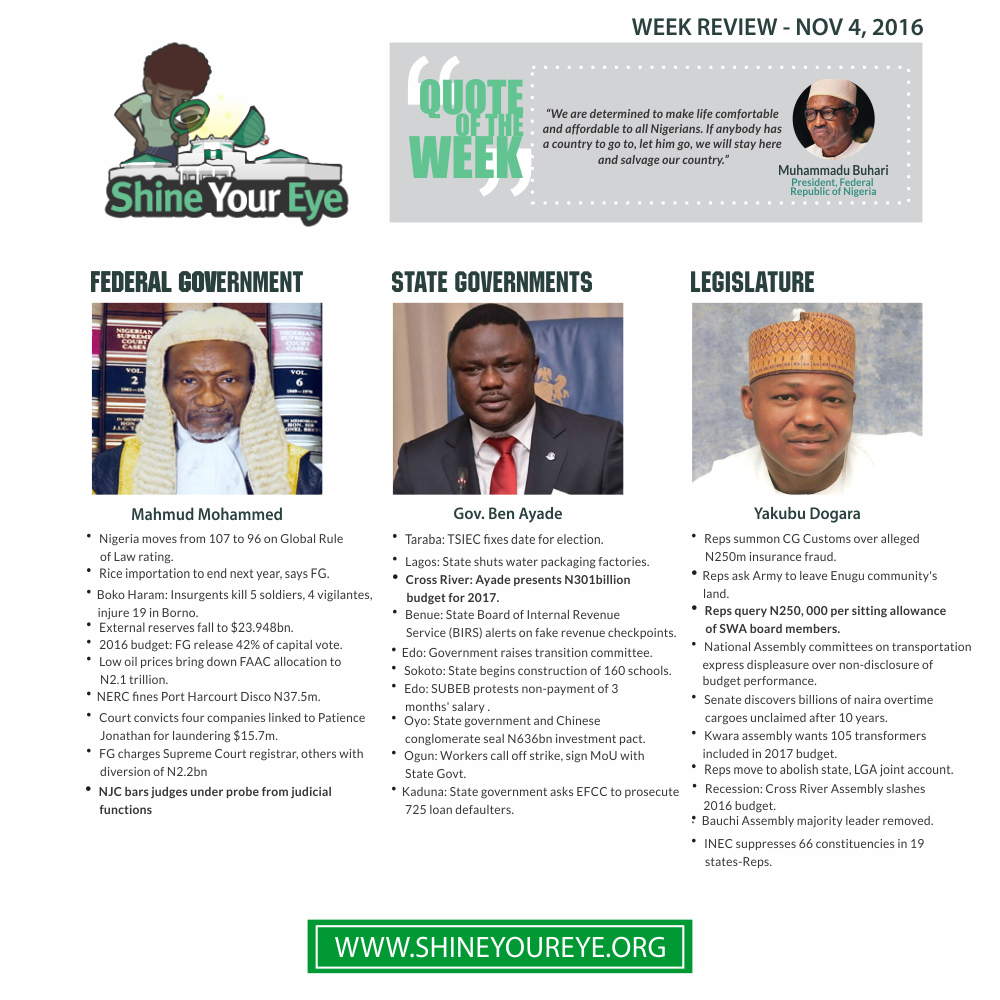 WEEK REVIEW - NOV 4, 2016
Shine Your Eye
QUOTE
OF THE
WEEK
“We are determined to make life comfortable
and affordable to all Nigerians. If anybody has
a country to go to, let him go, we will stay here
and salvage our country.”
Muhammadu Buhari
President, Federal
Republic of Nigeria
FEDERAL GOVERNMENT
NIGERIAN
SUPREME
COURT
CASES
VOL.
2
SUPREME
COURT
CASES
VOL.
6
Mahmud Mohammed
• Nigeria moves from 107 to 96 on Global Rule
of Law rating.
• Rice importation to end next year, says FG.
• Boko Haram: Insurgents kill 5 soldiers, 4 vigilantes,
injure 19 in Borno.
• External reserves fall to $23.948bn.
• 2016 budget: FG release 42% of capital vote.
• Low oil prices bring down FAAC allocation to
N2.1 trillion.
• NERC fines Port Harcourt Disco N37.5m.
• Court convicts four companies linked to Patience
Jonathan for laundering $15.7m.
• FG charges Supreme Court registrar, others with
diversion of N2.2bn
• NJC bars judges under probe from judicial
functions
STATE GOVERNMENTS
Gov. Ben Ayade
• Taraba: TSIEC fixes date for election.
• Lagos: State shuts water packaging factories.
• Cross River: Ayade presents N301billion
budget for 2017.
• Benue: State Board of Internal Revenue
Service (BIRS) alerts on fake revenue checkpoints.
• Edo: Government raises transition committee.
• Sokoto: State begins construction of 160 schools.
• Edo: SUBEB protests non-payment of 3
months' salary .
• Oyo: State government and Chinese
conglomerate seal N636bn investment pact.
• Ogun: Workers call off strike, sign MoU with
State Govt.
• Kaduna: State government asks EFCC to prosecute
725 loan defaulters.
LEGISLATURE
Yakubu Dogara
• Reps summon CG Customs over alleged
N250m insurance fraud.
• Reps ask Army to leave Enugu community's
land.
• Reps query N250, 000 per sitting allowance
of SWA board members.
• National Assembly committees on transportation
express displeasure over non-disclosure of
budget performance.
• Senate discovers billions of naira overtime
cargoes unclaimed after 10 years.
• Kwara assembly wants 105 transformers
included in 2017 budget.
• Reps move to abolish state, LGA joint account.
• Recession: Cross River Assembly slashes
2016 budget.
• Bauchi Assembly majority leader removed.
• INEC suppresses 66 constituencies in 19
states-Reps.
WWW.SHINEYOUREYE.ORG